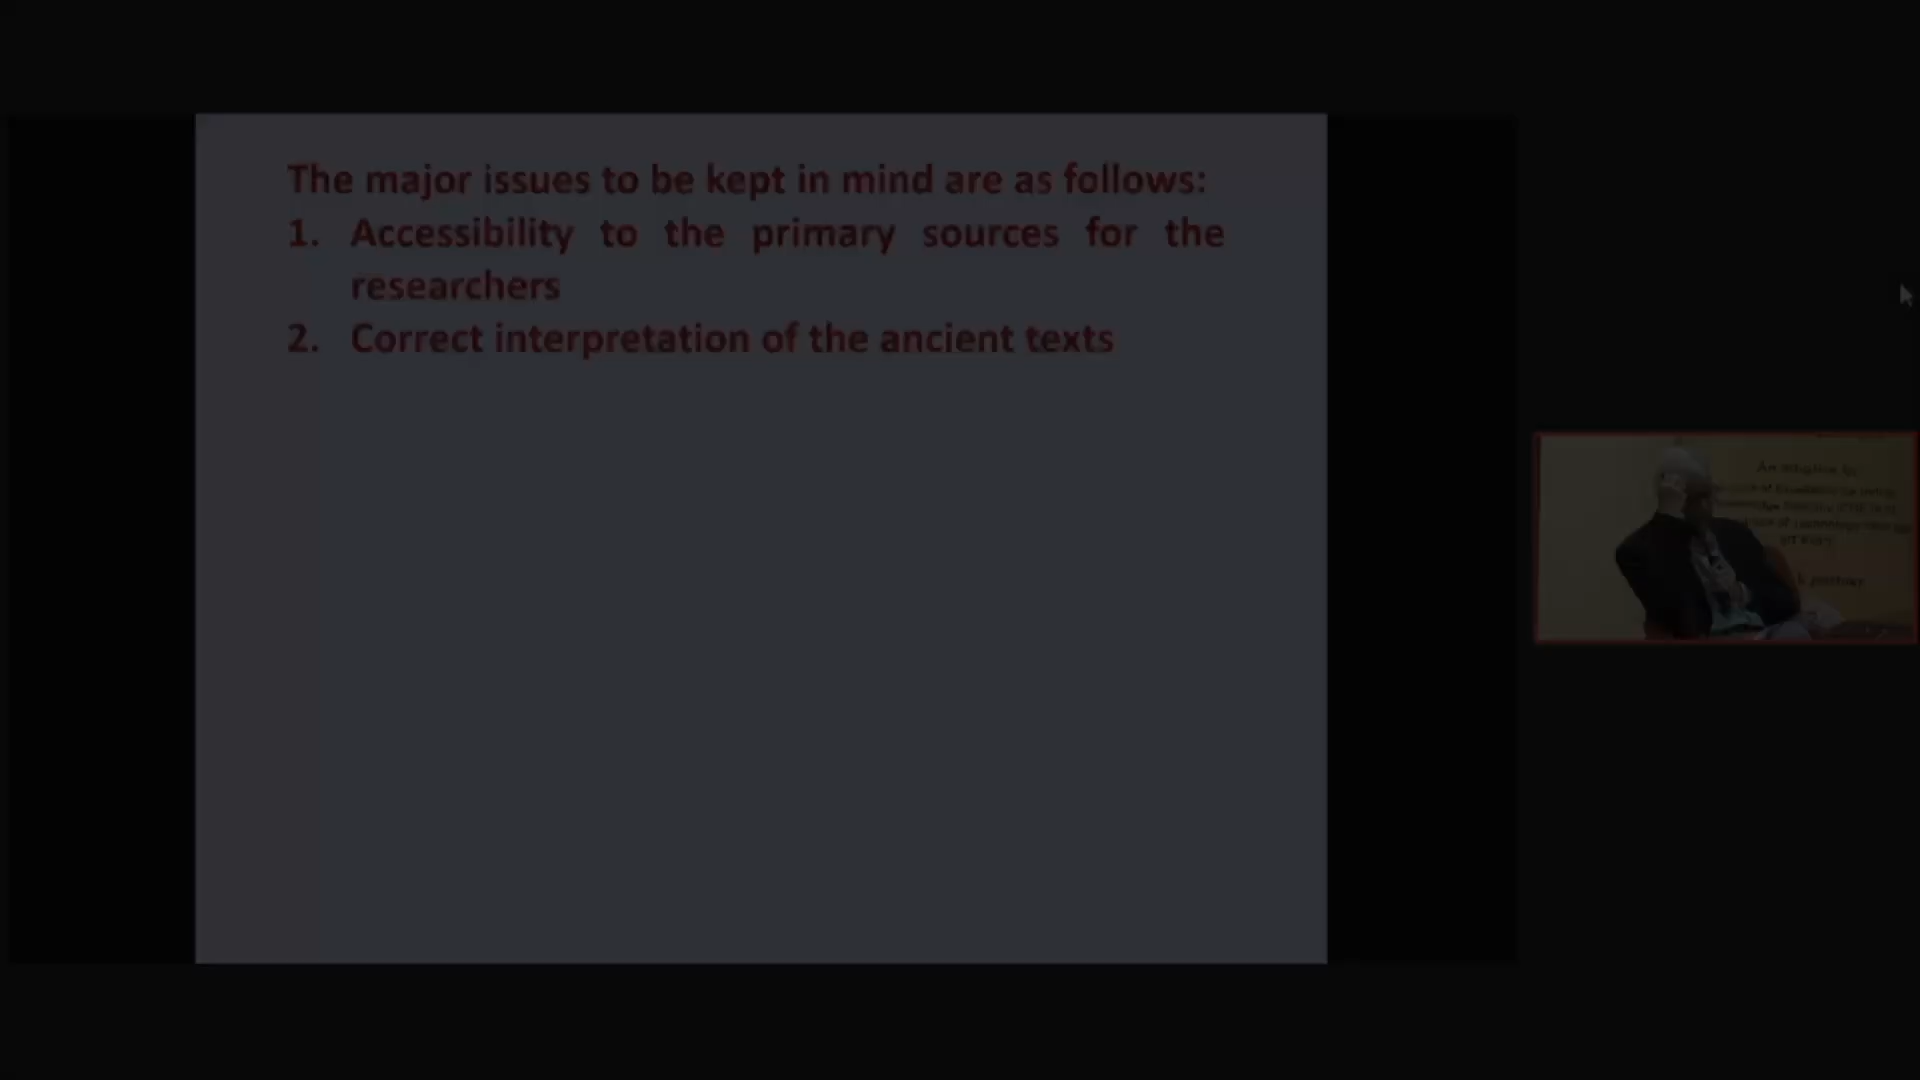 The major issues to be kept in mind are as follows:
1. Accessibility to the primary sources for the
researchers
2. Correct interpretation of the ancient texts